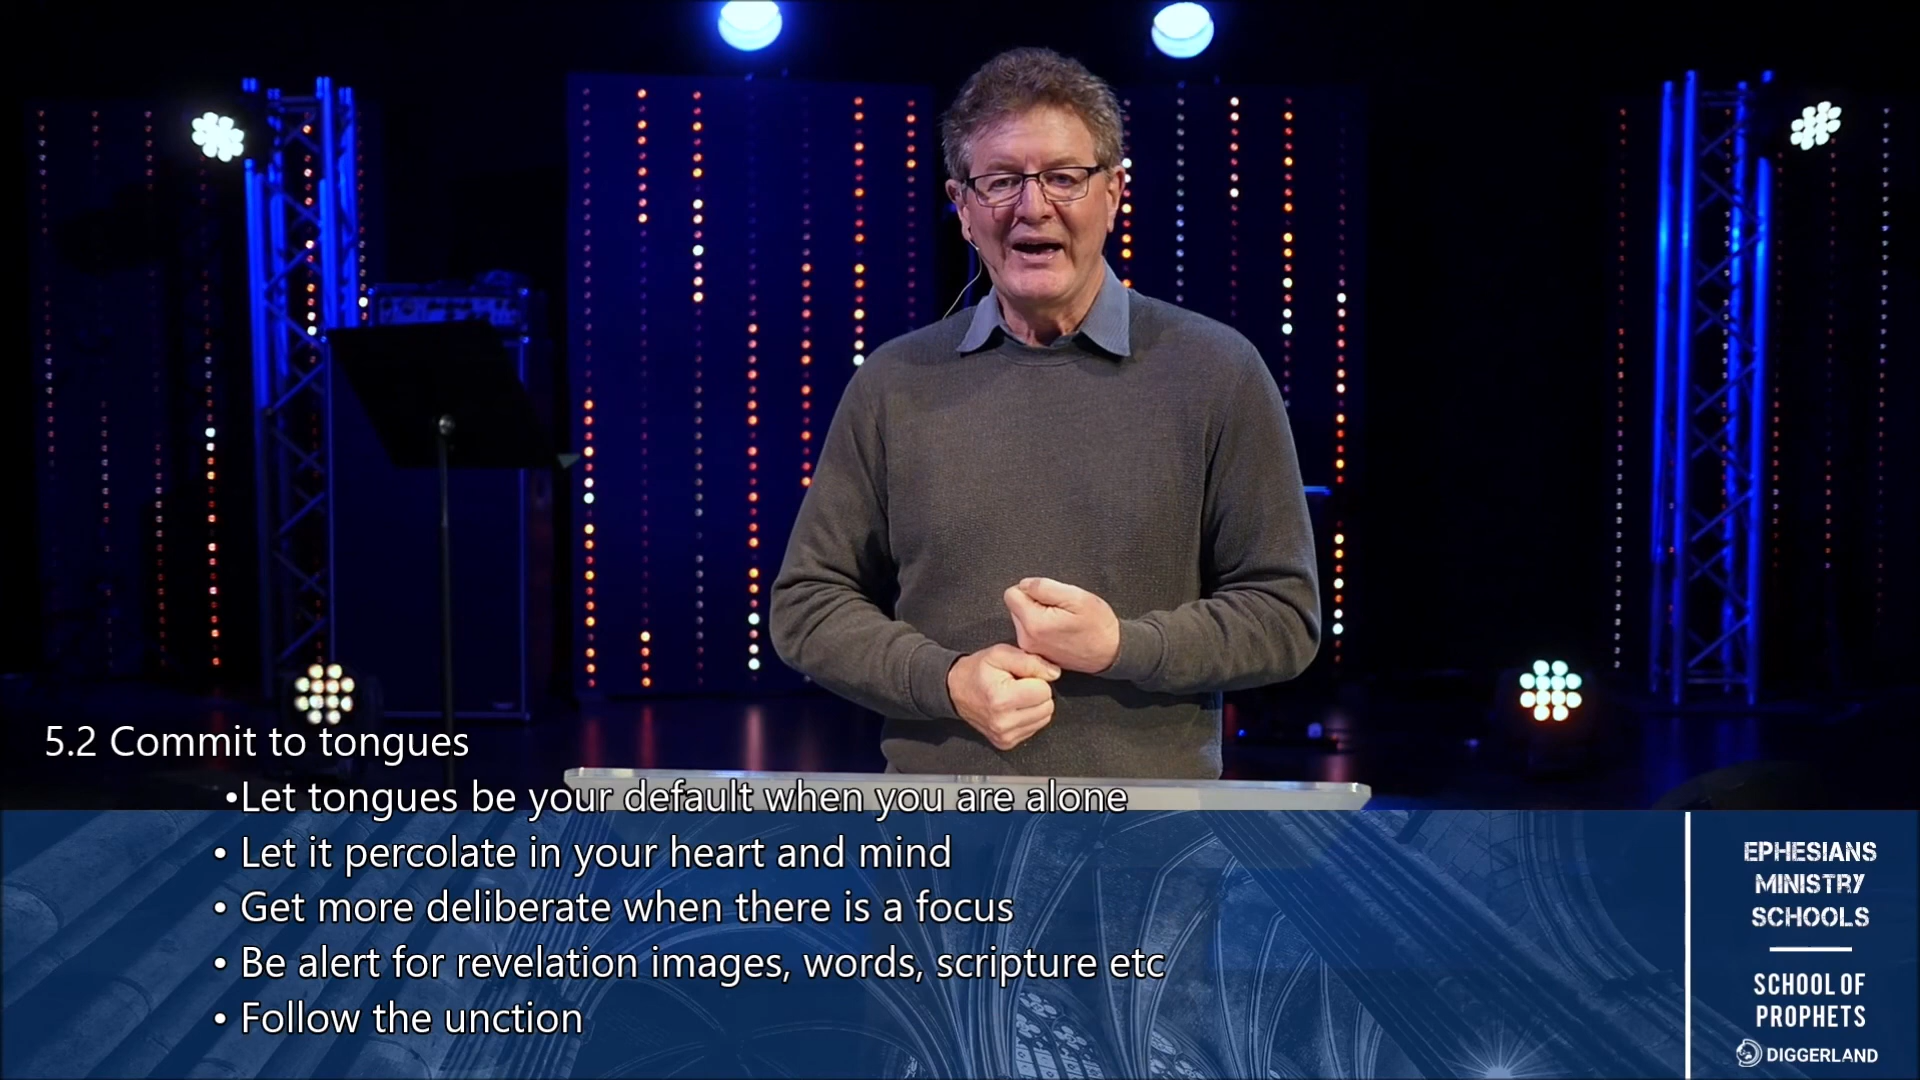 5.2 Commit to tongues
•Let tongues be your default when you are alone
• Let it percolate in your heart and mind
• Get more deliberate when there is a focus
• Be alert for revelation images, words, scripture etc
• Follow the unction
EPHESIANS
MINISTRY
SCHOOLS
SCHOOL OF
PROPHETS
DIGGERLAND